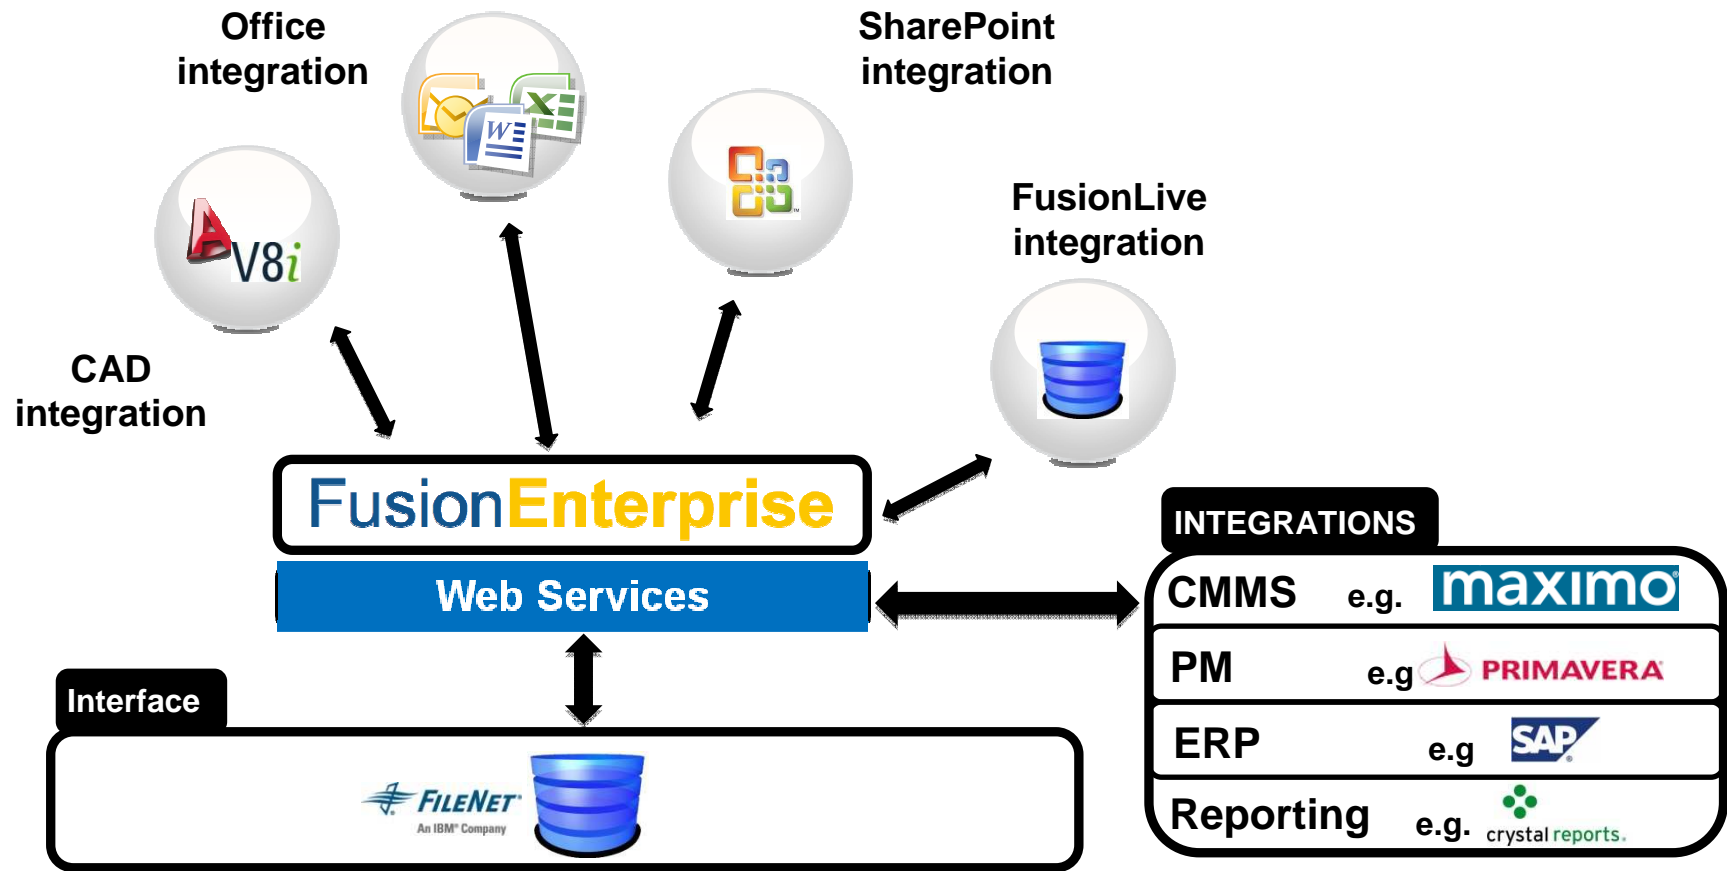 Office
integration
SharePoint
integration
W
X
A
V8i
FusionLive
integration
CAD
integration
FusionEnterprise
Web Services
INTEGRATIONS
CMMS e.g. maximo
PM e.g PRIMAVERA
ERP e.g SAP
Reporting e.g. crystal reports.
Interface
FILENET
An IBM® Company